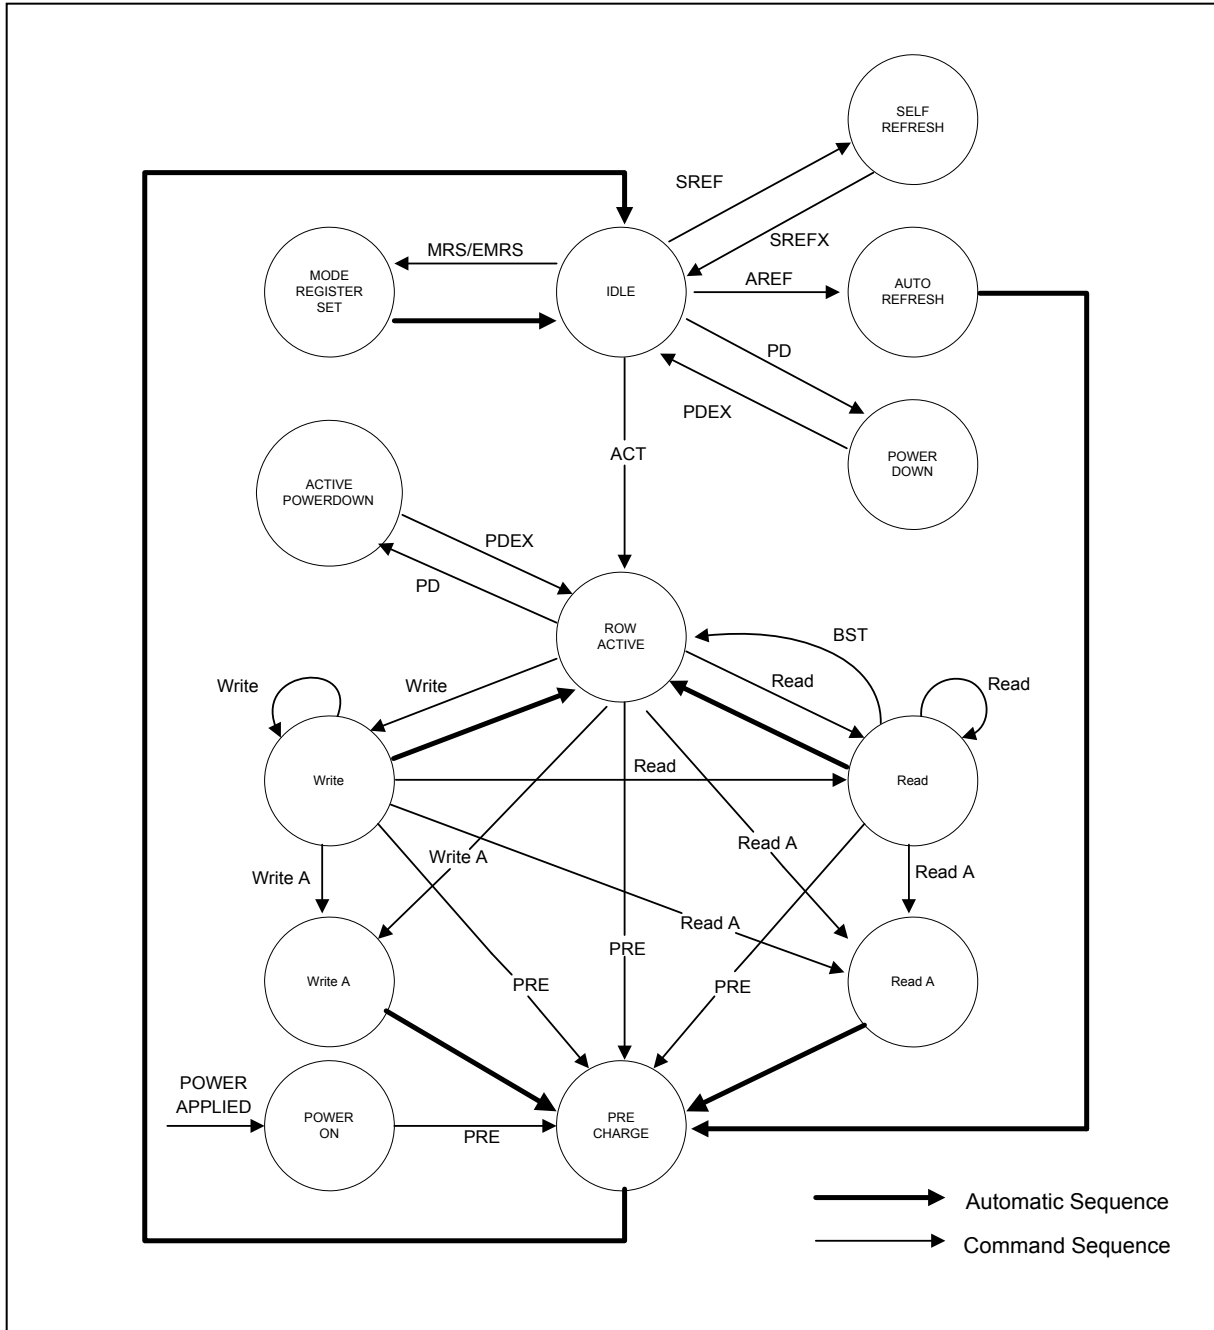 SELF
REFRESH
SREF
SREFX
MRS/EMRS
MODE
REGISTER
SET
IDLE
AREF
AUTO
REFRESH
PD
PDEX
POWER
DOWN
ACT
ACTIVE
POWERDOWN
PDEX
PD
ROW
ACTIVE
BST
Write
Write
Read
Read
Write
Read
Read
Write A
Write A
Read A
Read A
Read A
Write A
PRE
PRE
PRE
Read A
POWER
APPLIED
POWER
ON
PRE
PRE
CHARGE
Automatic Sequence
Command Sequence